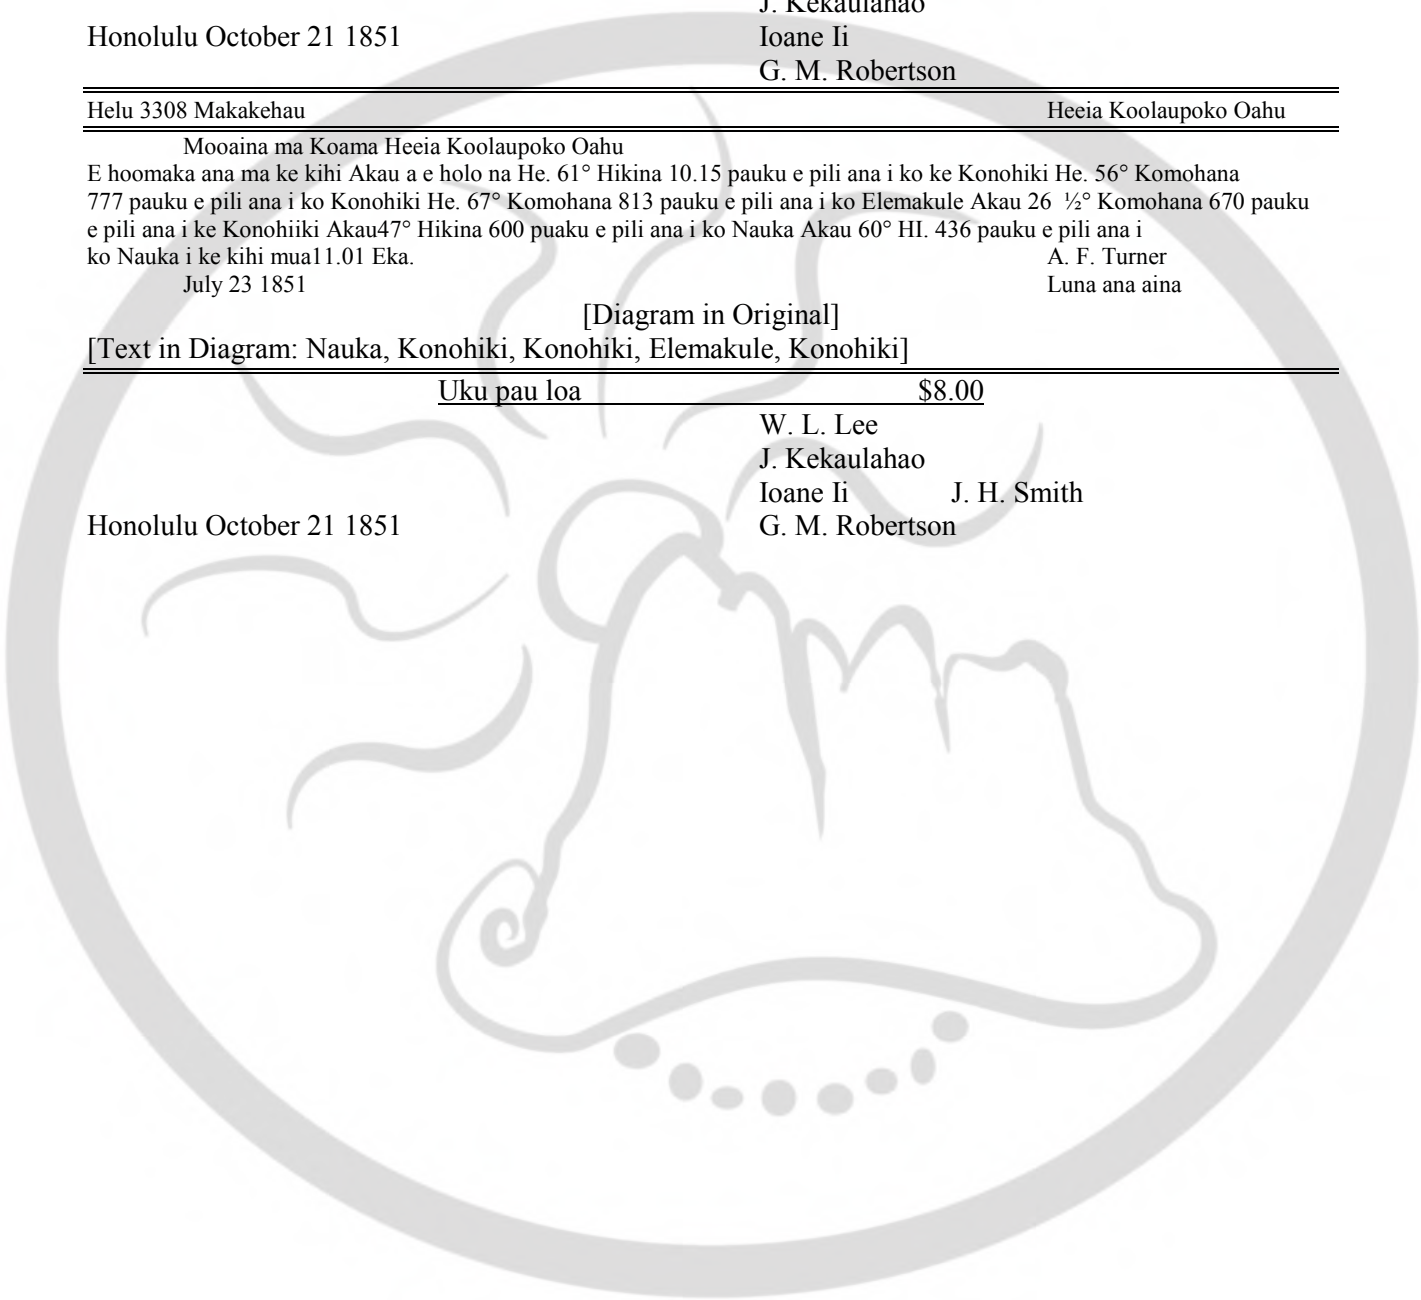 J. Kekaulahao
Honolulu October 21 1851 Ioane Ii
G. M. Robertson
Helu 3308 Makakehau Heeia Koolaupoko Oahu
Mooaina ma Koama Heeia Koolaupoko Oahu
E hoomaka ana ma ke kihi Akau a e holo na He. 61° Hikina 10.15 pauku e pili ana i ko ke Konohiki He. 56° Komohana
777 pauku e pili ana i ko Konohiki He. 67° Komohana 813 pauku e pili ana i ko Elemakule Akau 26 ½° Komohana 670 pauku
e pili ana i ke Konohiiki Akau47° Hikina 600 puaku e pili ana i ko Nauka Akau 60° HI. 436 pauku e pili ana i
ko Nauka i ke kihi mua11.01 Eka. A. F. Turner
July 23 1851 Luna ana aina
[Diagram in Original]
[Text in Diagram: Nauka, Konohiki, Konohiki, Elemakule, Konohiki]
Uku pau loa $8.00
W. L. Lee
J. Kekaulahao
Ioane Ii J. H. Smith
Honolulu October 21 1851 G. M. Robertson